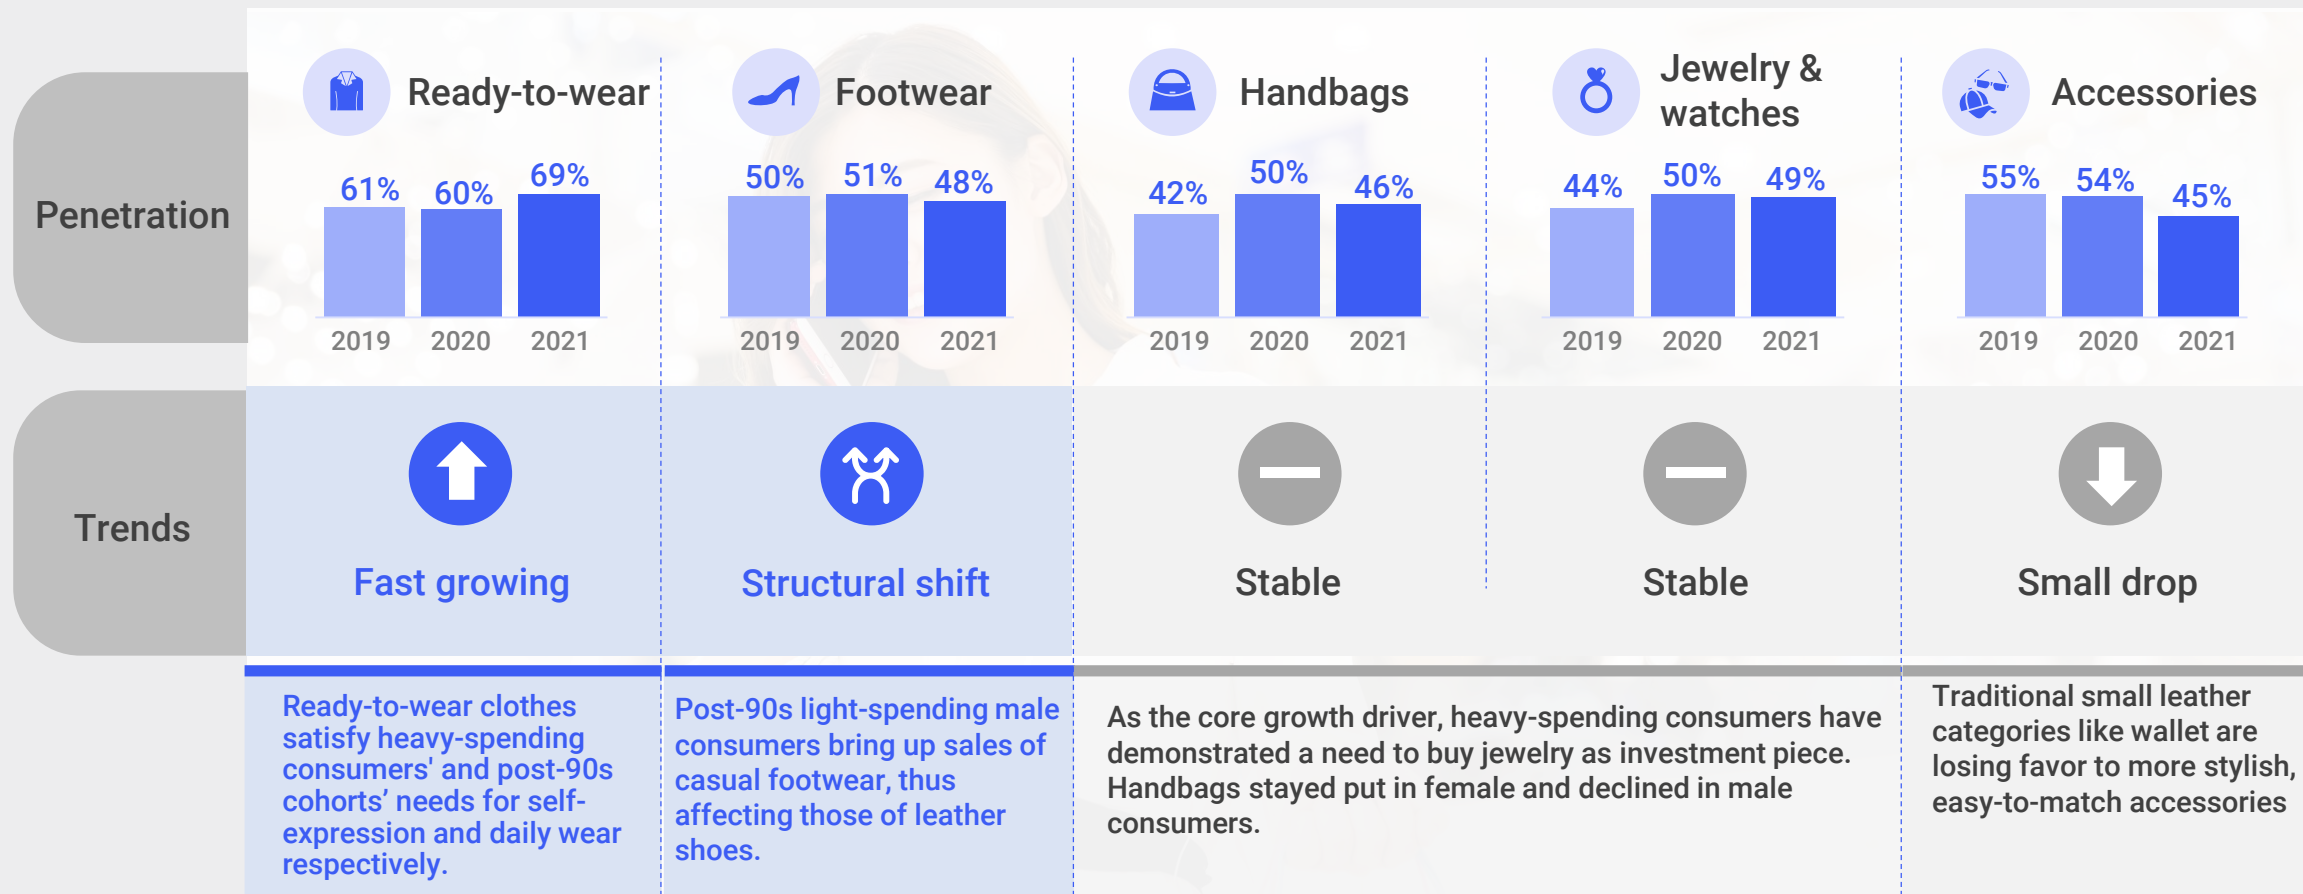 Penetration
Ready-to-wear
61%
60%
69%
2019
2020
2021
Footwear
50%
51%
48%
2019
2020
2021
Handbags
42%
50%
46%
2019
2020
2021
Jewelry &
watches
44%
50%
49%
2019
2020
2021
Accessories
55%
54%
45%
2019
2020
2021
Trends
Fast growing
Structural shift
Stable
Stable
Small drop
Ready-to-wear clothes
satisfy heavy-spending
consumers' and post-90s
cohorts’ needs for self-
expression and daily wear
respectively.
Post-90s light-spending male
consumers bring up sales of
casual footwear, thus
affecting those of leather
shoes.
As the core growth driver, heavy-spending consumers have
demonstrated a need to buy jewelry as investment piece.
Handbags stayed put in female and declined in male
consumers.
Traditional small leather
categories like wallet are
losing favor to more stylish,
easy-to-match accessories